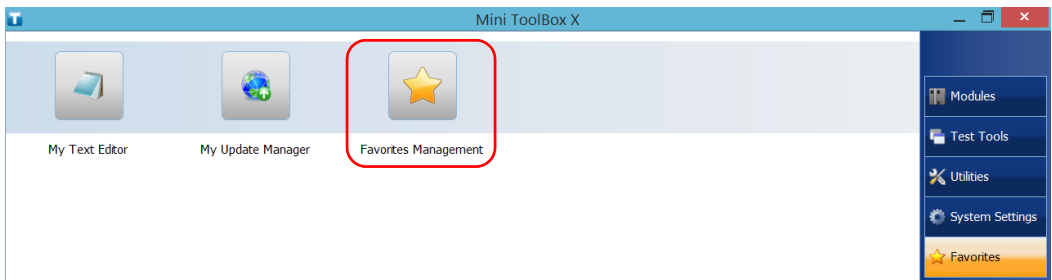 Mini ToolBox X
My Text Editor
My Update Manager
Favorites Management
Modules
Test Tools
Utilities
System Settings
Favorites